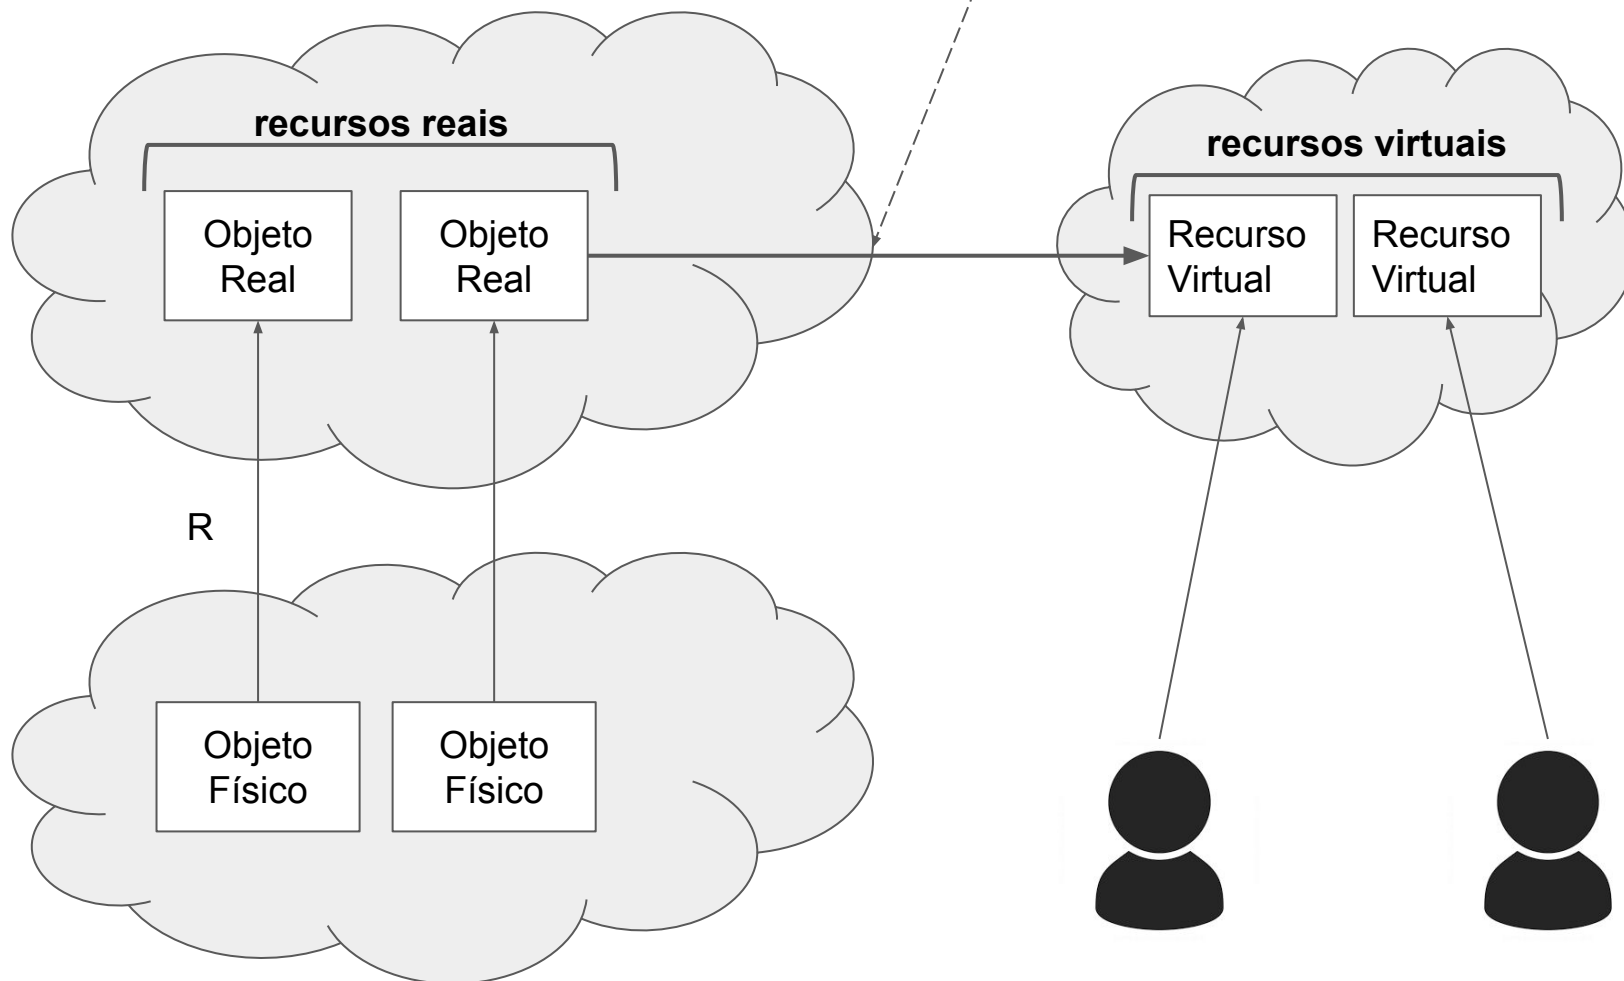 recursos reais
recursos virtuais
Objeto
Real
Objeto
Real
Recurso
Virtual
Recurso
Virtual
R
Objeto
Físico
Objeto
Físico